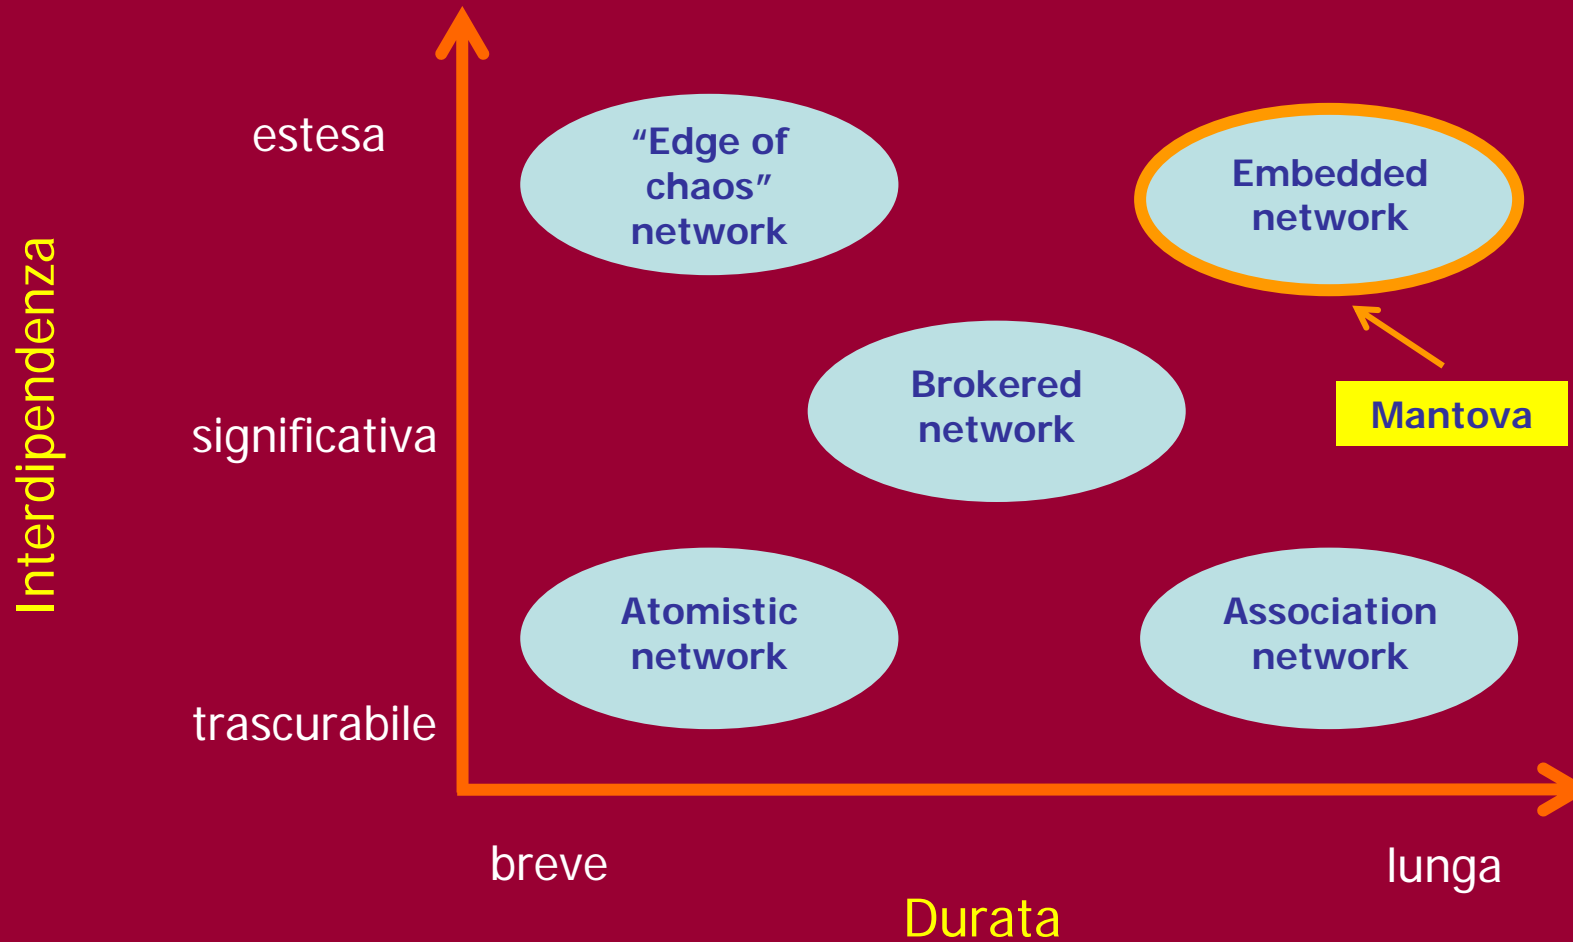 estesa
“Edge of
chaos”
network
Embedded
network
Interdipendenza
significativa
Brokered
network
Mantova
Atomistic
network
Association
network
trascurabile
breve
lunga
Durata